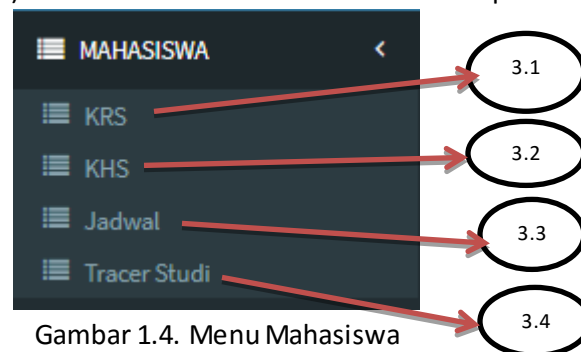 MAHASISWA
3.1
KRS
3.2
KHS
3.3
Jadwal
Tracer Studi
3.4
Gambar 1.4. Menu Mahasiswa